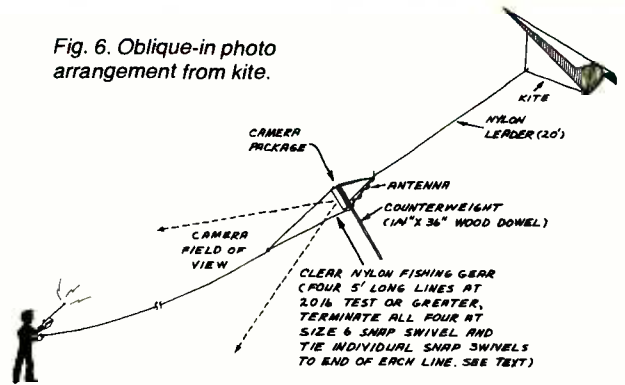 Fig. 6. Oblique-in photo
arrangement from kite.
KITE
NYLON
LEADER (20')
CAMERA
PACKAGE
ANTENNA
COUNTERWEIGHT
(1/4" X 36" WOOD DOWEL)
CAMERA
FIELD OF
VIEW
CLEAR NYLON FISHING GEAR
(FOUR 5' LONG LINES AT
20 LB TEST OR GREATER,
TERMINATE ALL FOUR AT
SIZE 6 SNAP SWIVEL AND
TIE INDIVIDUAL SNAP SWIVELS
TO END OF EACH LINE. SEE TEXT)